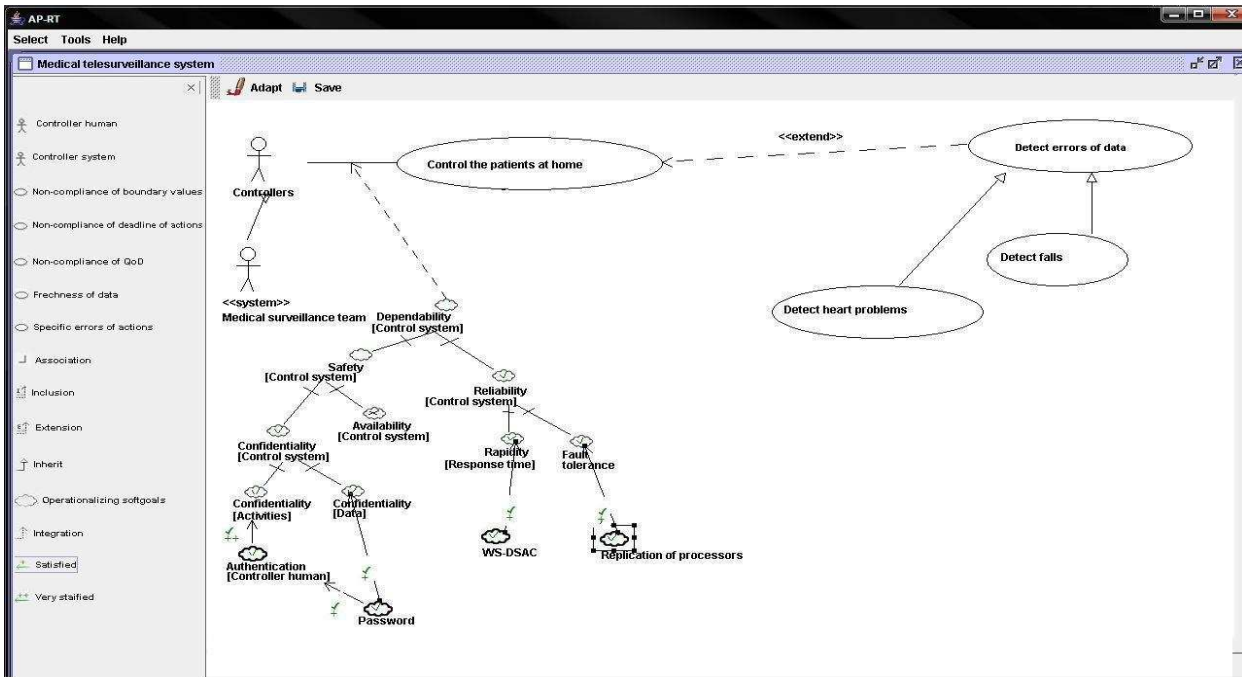 AP-RT
Select Tools Help
Medical telesurveillance system
Adapt Save
Controller human
Controller system
Non-compliance of boundary values
Non-compliance of deadline of actions
Non-compliance of QoD
Frechness of data
Specific errors of actions
Association
Inclusion
Extension
Inherit
Operationalizing softgoals
Integration
Satisfied
Very staified
Controllers
Control the patients at home
<<extend>>
Detect errors of data
Detect falls
Detect heart problems
<<system>>
Medical surveillance team
Dependability
[Control system]
Safety
[Control system]
Reliability
[Control system]
Availability
[Control system]
Confidentiality
[Control system]
Rapidity
[Response time]
Fault
tolerance
Confidentiality
[Activities]
Confidentiality
[Data]
++
Authentication
[Controller human]
+
+
Password
+
WS-DSAC
+
Replication of processors